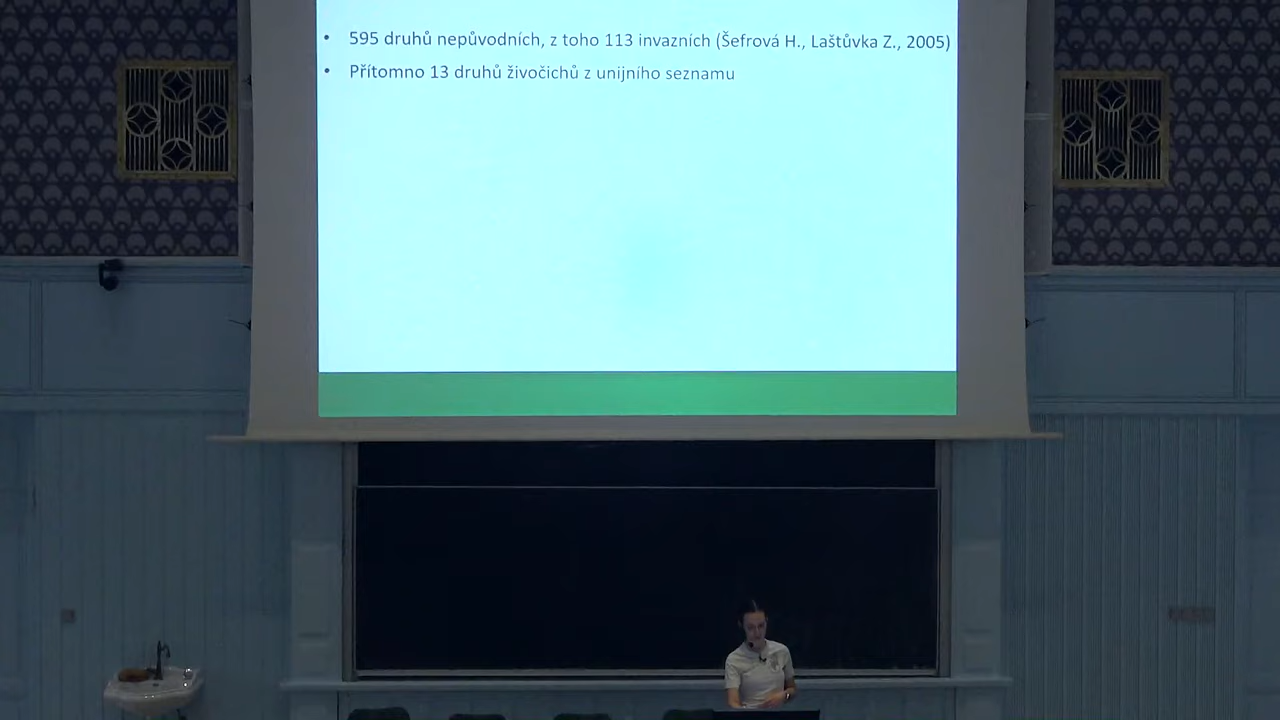 • 595 druhů nepůvodních, z toho 113 invazních (Šefrová H., Laštůvka Z., 2005)
• Přítomno 13 druhů živočichů z unijního seznamu